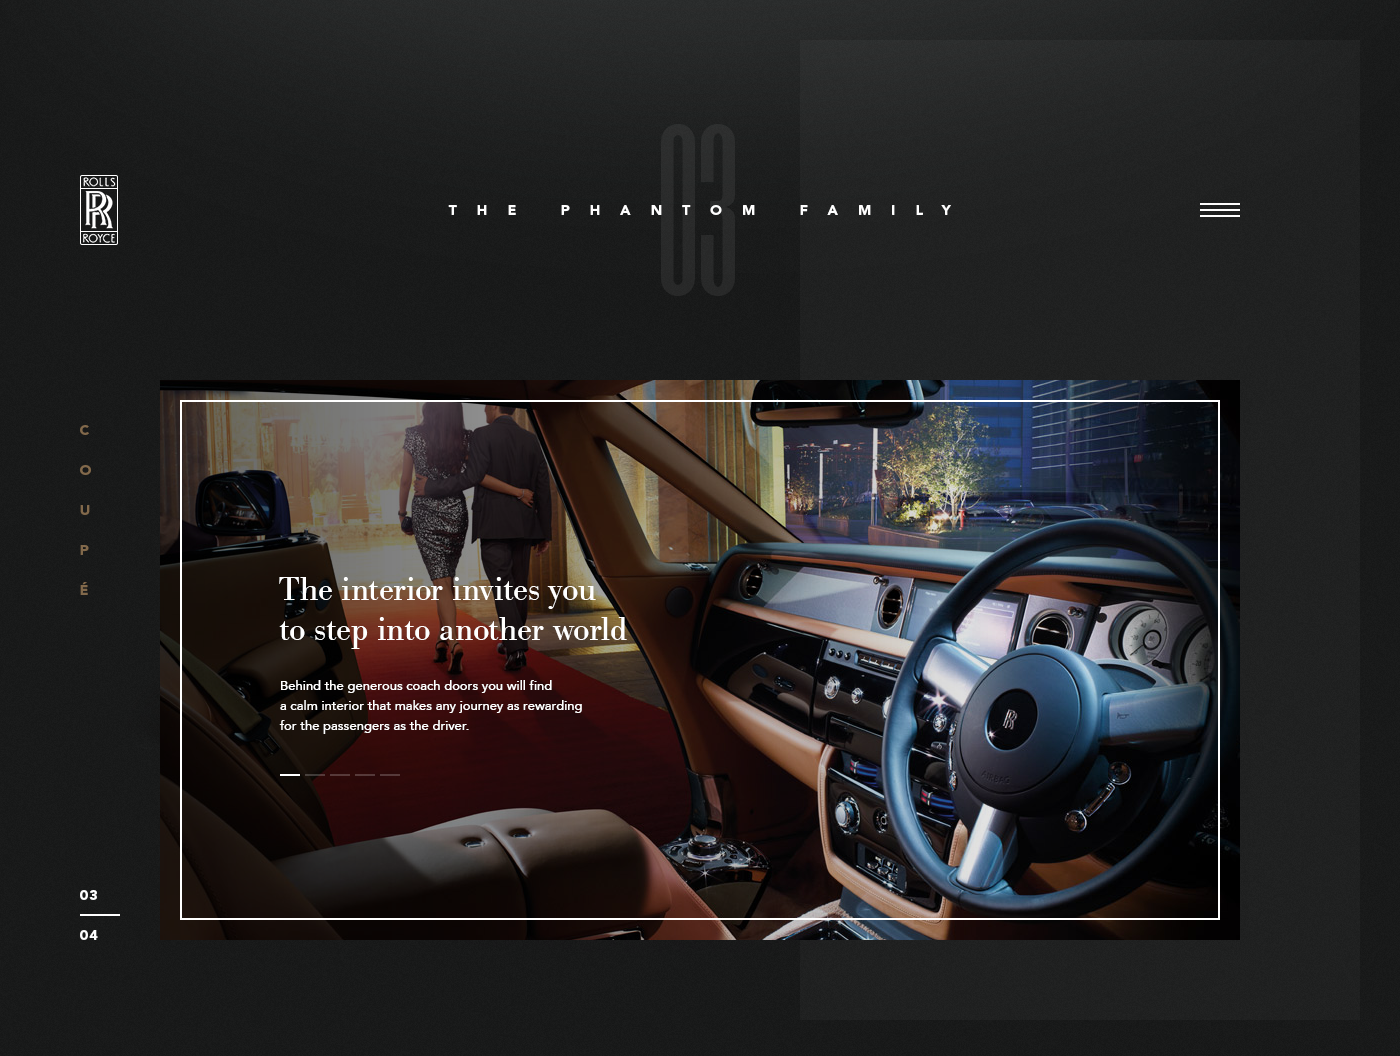 03
ROLLS
RR
ROYCE
THE PHANTOM FAMILY
COUPÉ
The interior invites you
to step into another world
Behind the generous coach doors you will find
a calm interior that makes any journey as rewarding
for the passengers as the driver.
RR
AIRBAG
03
04